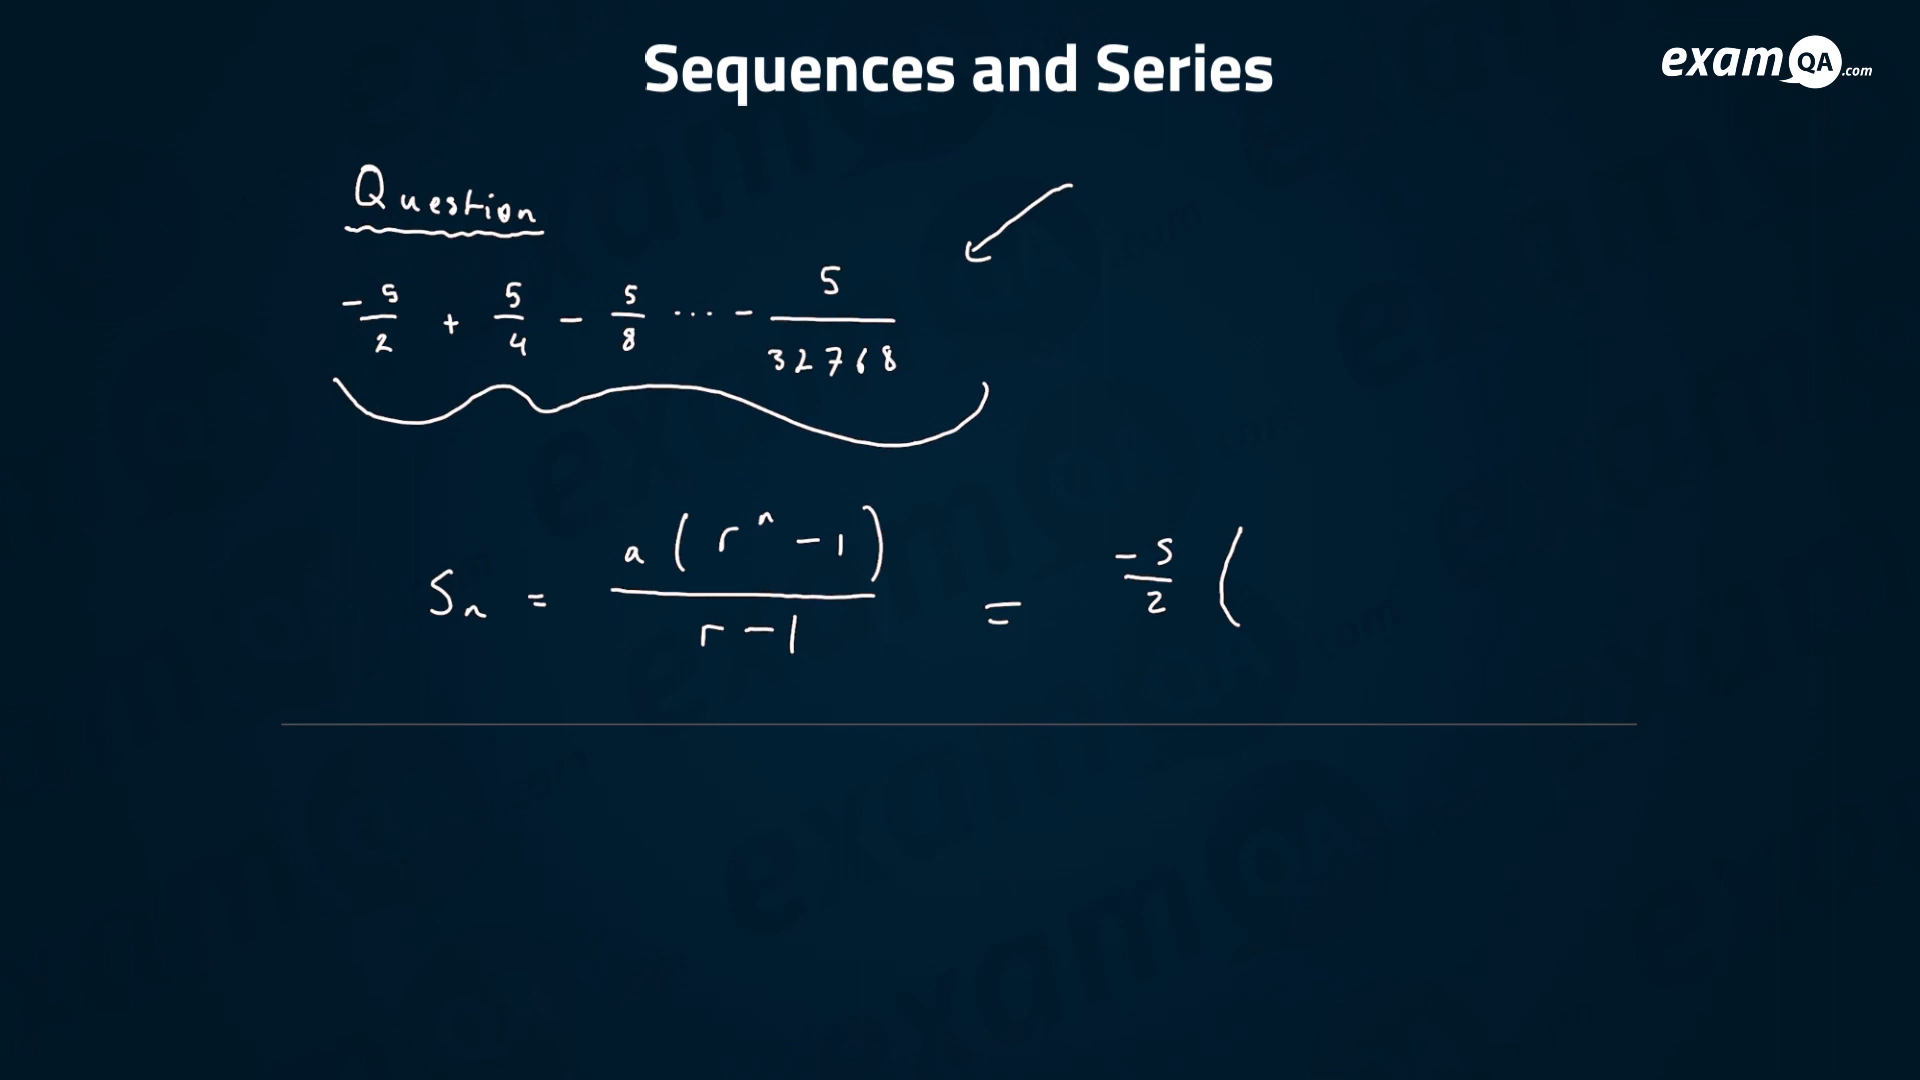 Sequences and Series
examQA.com
Question
-5/2 + 5/4 - 5/8 ... - 5/32768
Sn = a(r^n - 1)/(r - 1) = -5/2 (